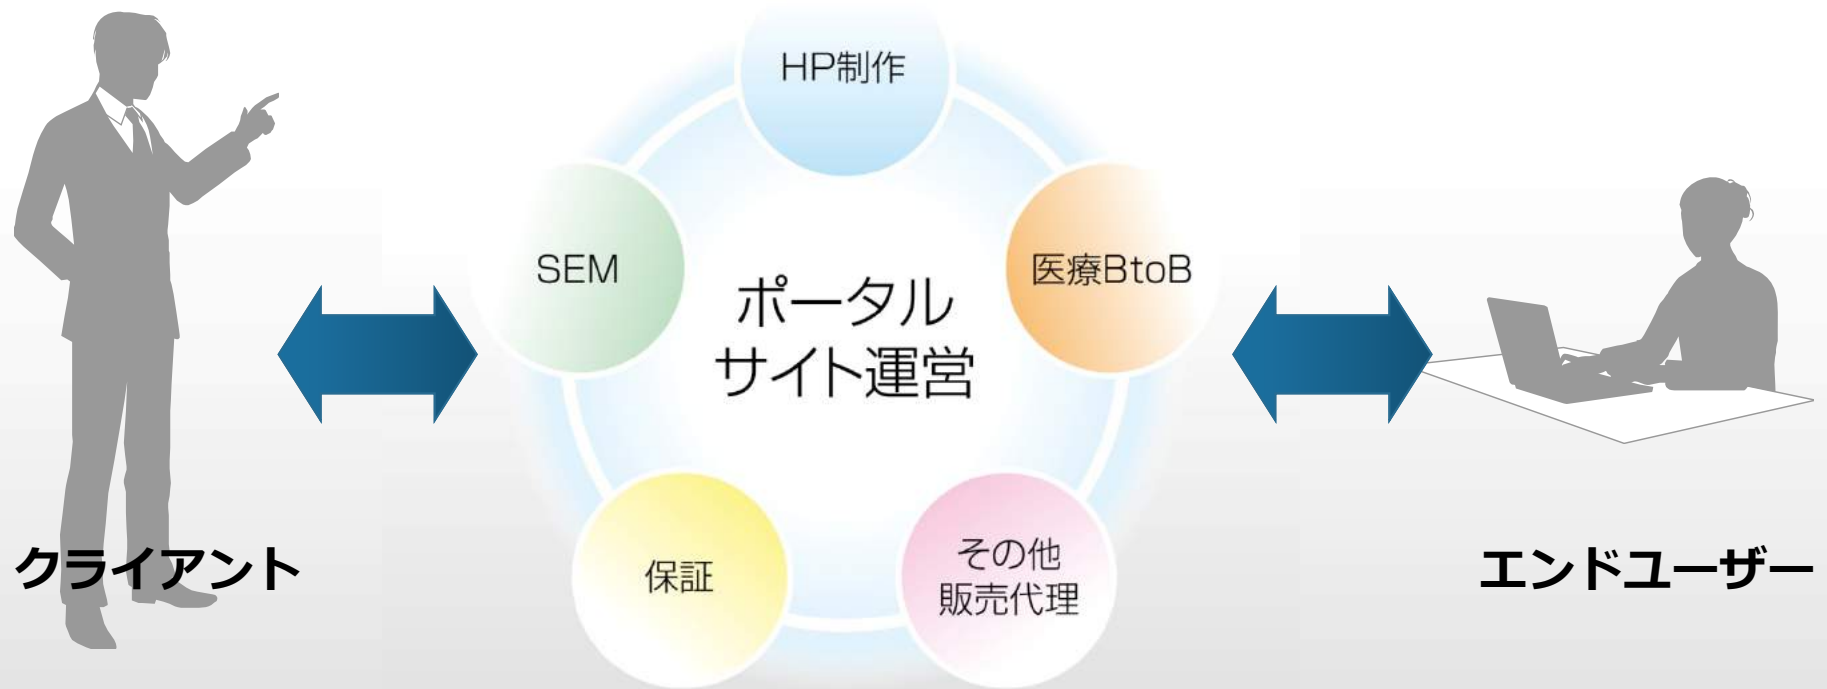 HP制作
SEM
医療BtoB
ポータル
サイト運営
保証
その他
販売代理
クライアント
エンドユーザー